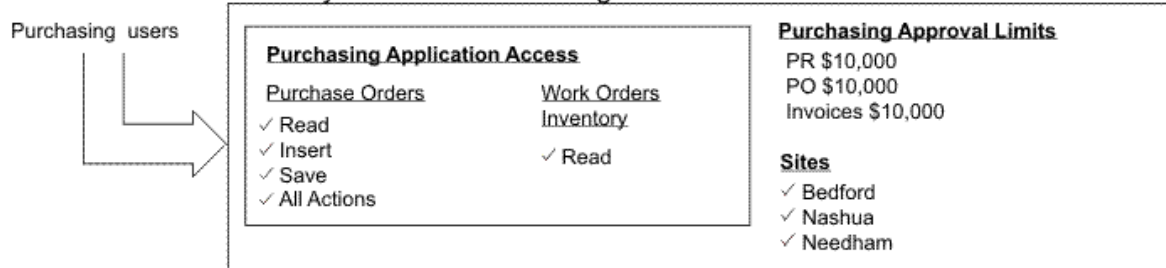 Purchasing users
Purchasing Application Access
Purchase Orders
✓ Read
✓ Insert
✓ Save
✓ All Actions
Work Orders
Inventory
✓ Read
Purchasing Approval Limits
PR $10,000
PO $10,000
Invoices $10,000
Sites
✓ Bedford
✓ Nashua
✓ Needham